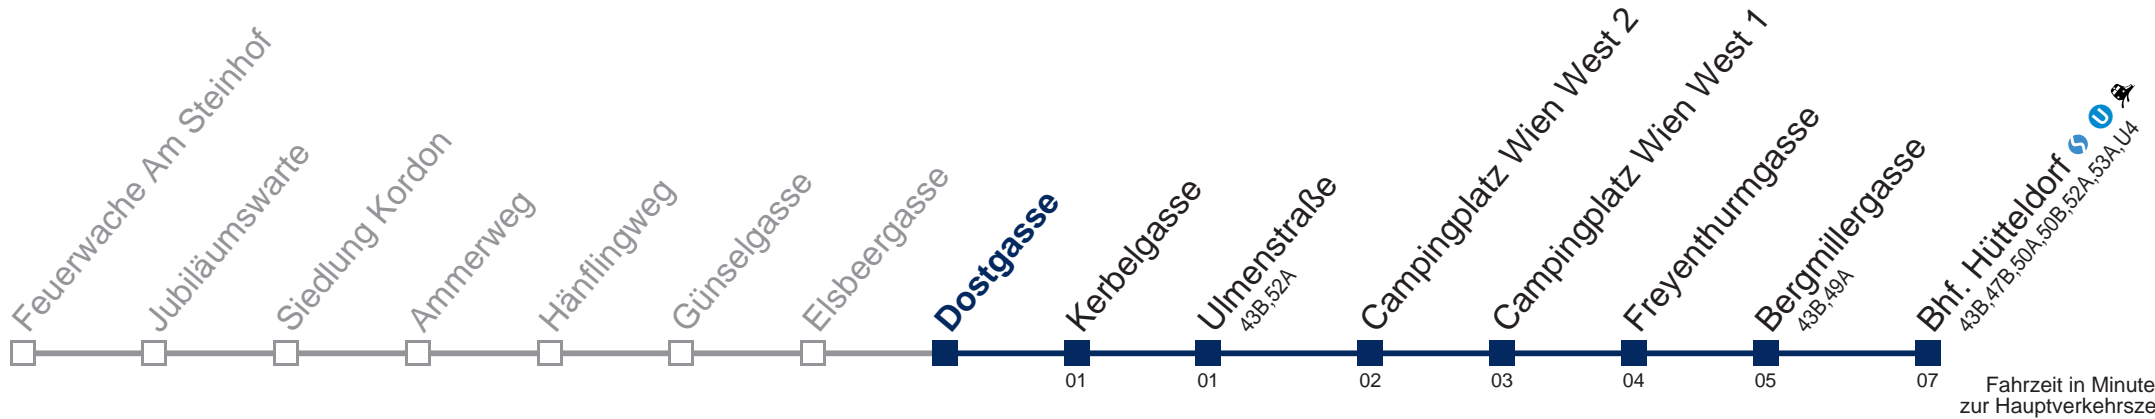 Feuerwache Am Steinhof
Jubiläumswarte
Siedlung Kordon
Ammerweg
Hänflingweg
Günselgasse
Elsbeergasse
Dostgasse
Kerbelgasse
Ulmenstraße
43B,52A
Campingplatz Wien West 2
Campingplatz Wien West 1
Freyenthurmgasse
Bergmillergasse
43B,49A
Bhf. Hütteldorf S U
43B,47B,50A,50B,52A,53A,U4
01
01
02
03
04
05
07
Fahrzeit in Minute
zur Hauptverkehrsze